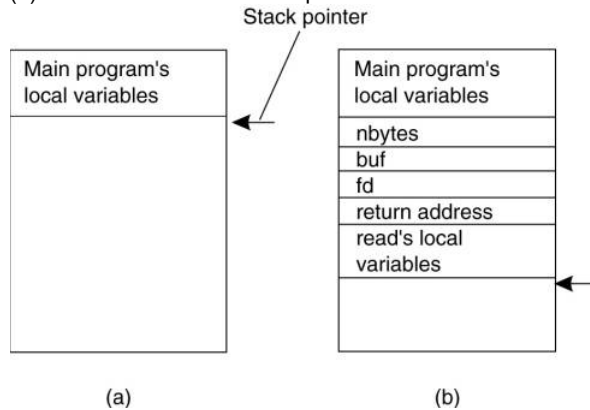 Stack pointer
Main program's
local variables
Main program's
local variables
nbytes
buf
fd
return address
read's local
variables
(a)
(b)